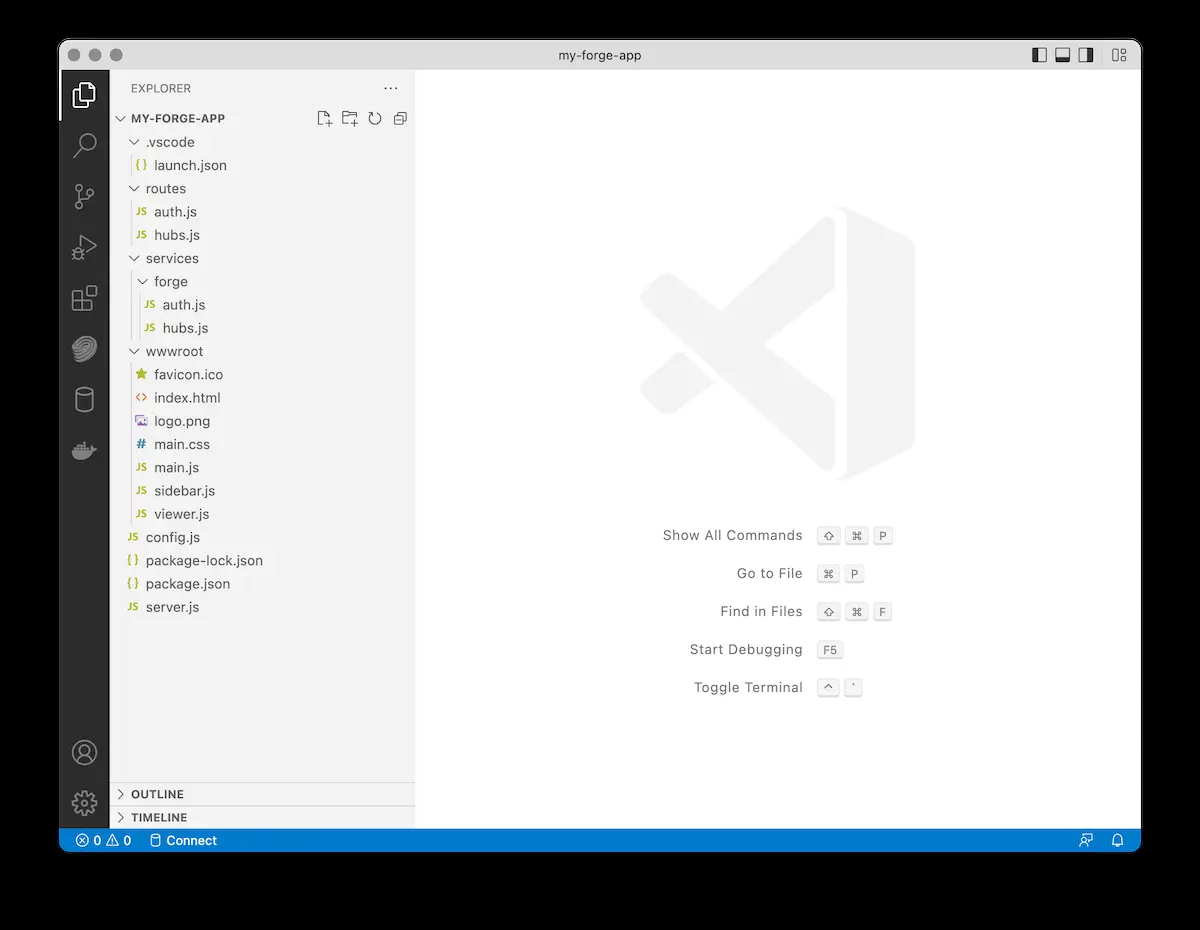 my-forge-app
EXPLORER
MY-FORGE-APP
.vscode
{} launch.json
routes
JS auth.js
JS hubs.js
services
forge
JS auth.js
JS hubs.js
wwwroot
favicon.ico
<> index.html
logo.png
# main.css
JS main.js
JS sidebar.js
JS viewer.js
JS config.js
{} package-lock.json
{} package.json
JS server.js
OUTLINE
TIMELINE
Show All Commands ⇧ ⌘ P
Go to File ⌘ P
Find in Files ⇧ ⌘ F
Start Debugging F5
Toggle Terminal ^ `
0 0 Connect